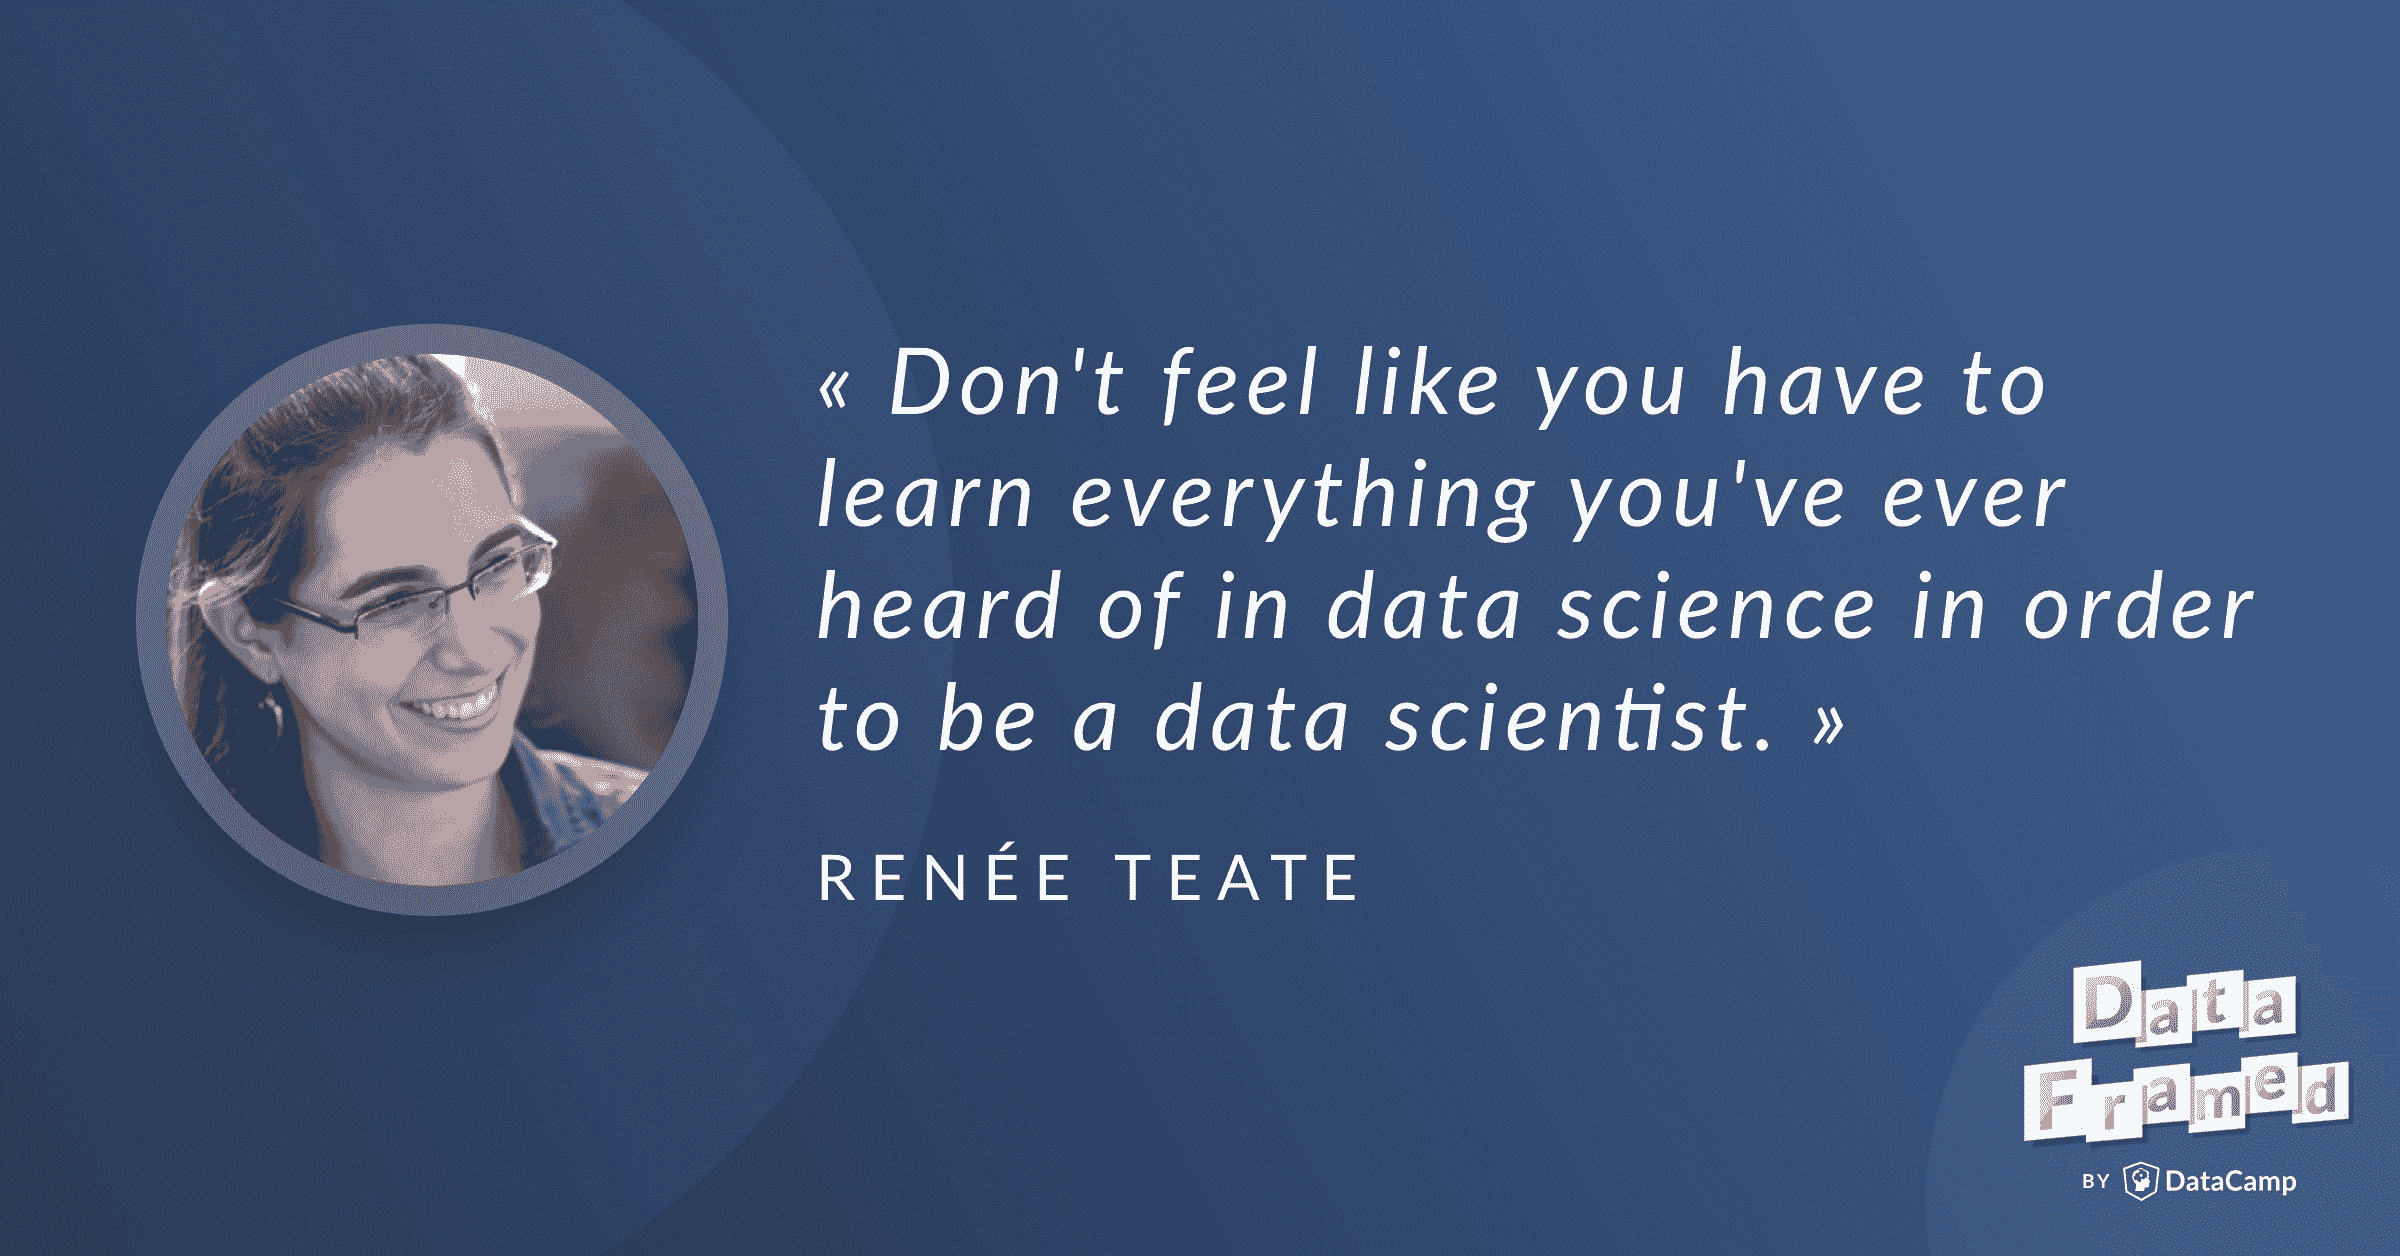 « Don't feel like you have to
learn everything you've ever
heard of in data science in order
to be a data scientist. »
RENÉE TEATE
Data
Framed
BY DataCamp